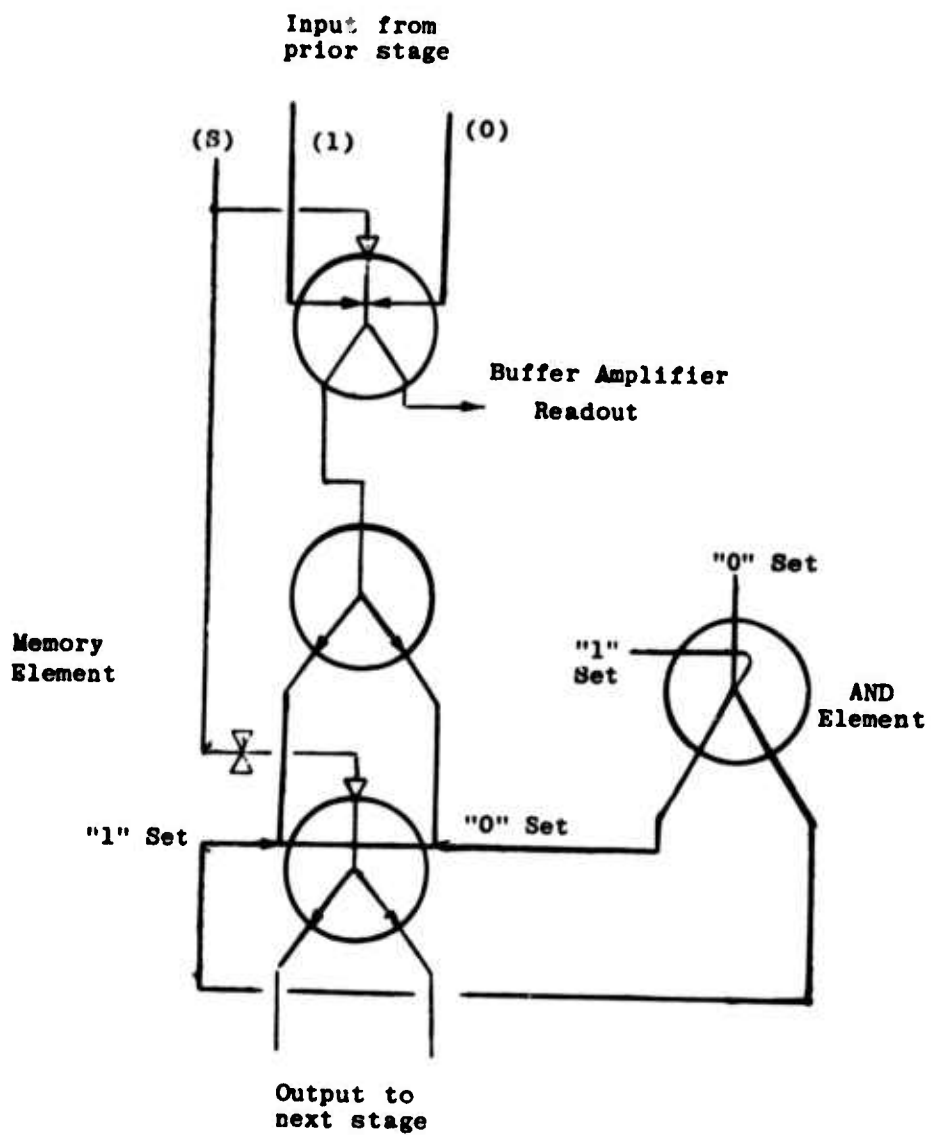 Input from
prior stage
(S)
(1)
(0)
Buffer Amplifier
Readout
"0" Set
Memory
Element
"1"
Set
AND
Element
"1" Set
"0" Set
Output to
next stage